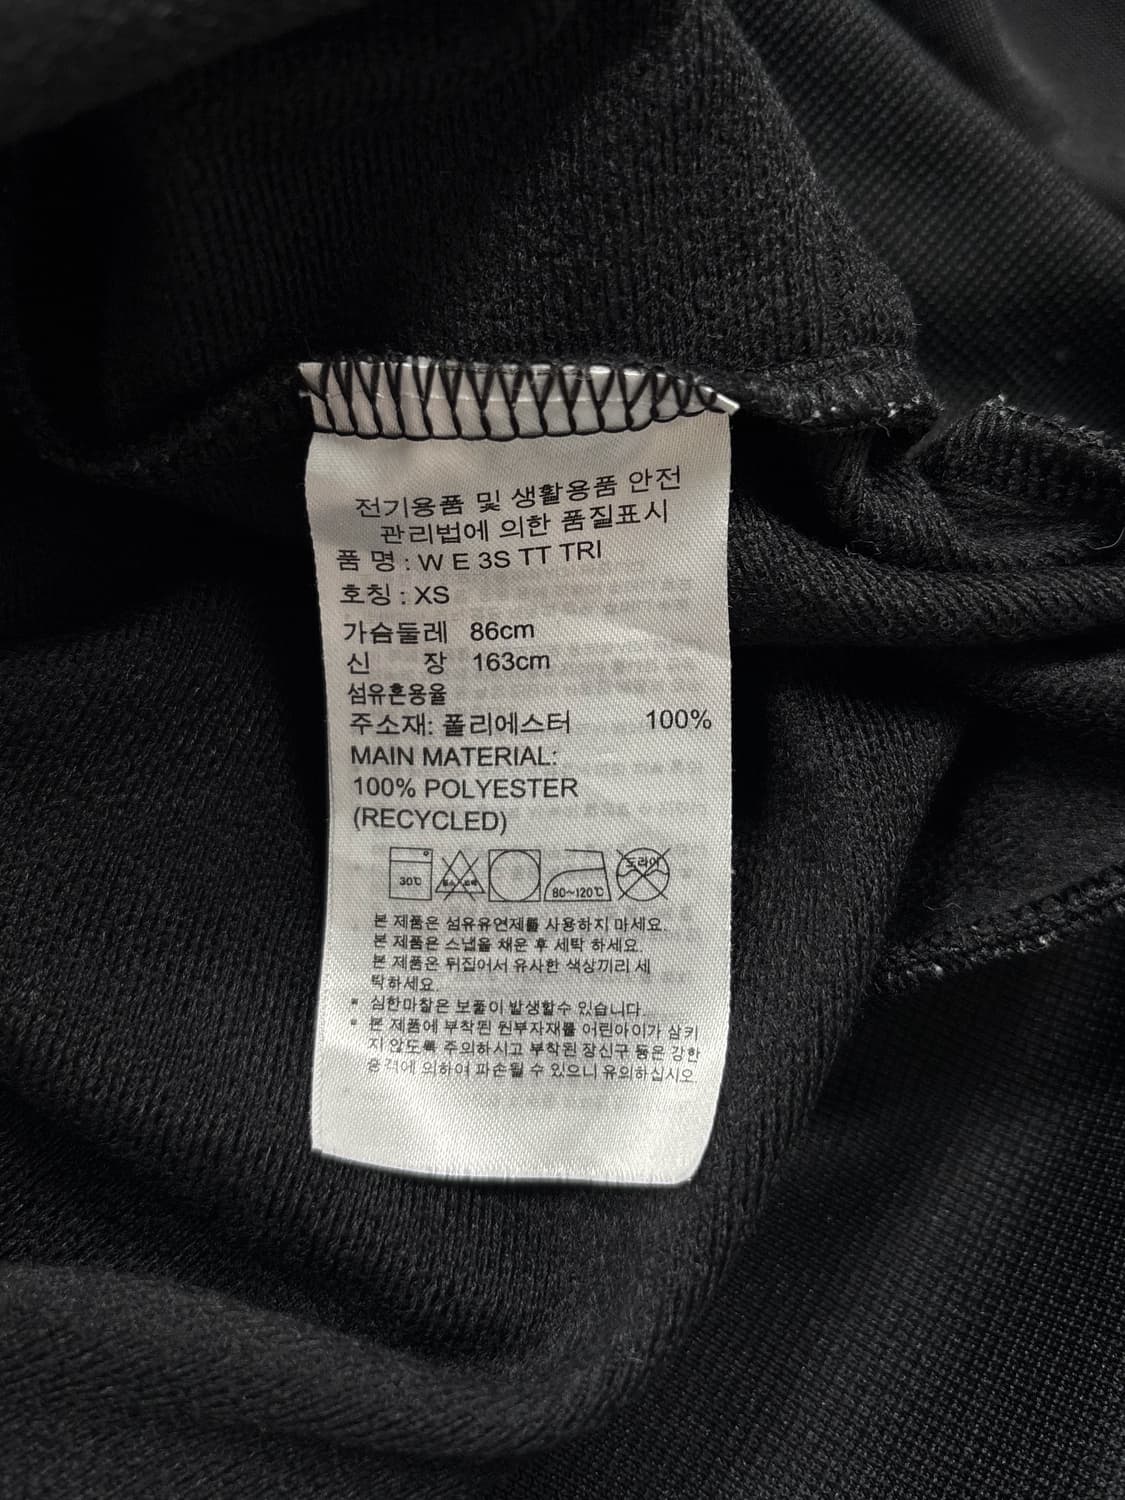 전기용품 및 생활용품 안전
관리법에 의한 품질표시
품 명 : W E 3S TT TRI
호칭 : XS
가슴둘레 86cm
신 장 163cm
섬유혼용율
주소재: 폴리에스터 100%
MAIN MATERIAL:
100% POLYESTER
(RECYCLED)
30℃ 80~120℃ 드라이
본 제품은 섬유유연제를 사용하지 마세요.
본 제품은 스냅을 채운 후 세탁 하세요.
본 제품은 뒤집어서 유사한 색상끼리 세
탁하세요.
* 심한마찰은 보풀이 발생할수 있습니다.
* 본 제품에 부착된 원부자재를 어린아이가 삼키
지 않도록 주의하시고 부착된 장신구 등은 강한
충격에 의하여 파손될 수 있으니 유의하십시오.